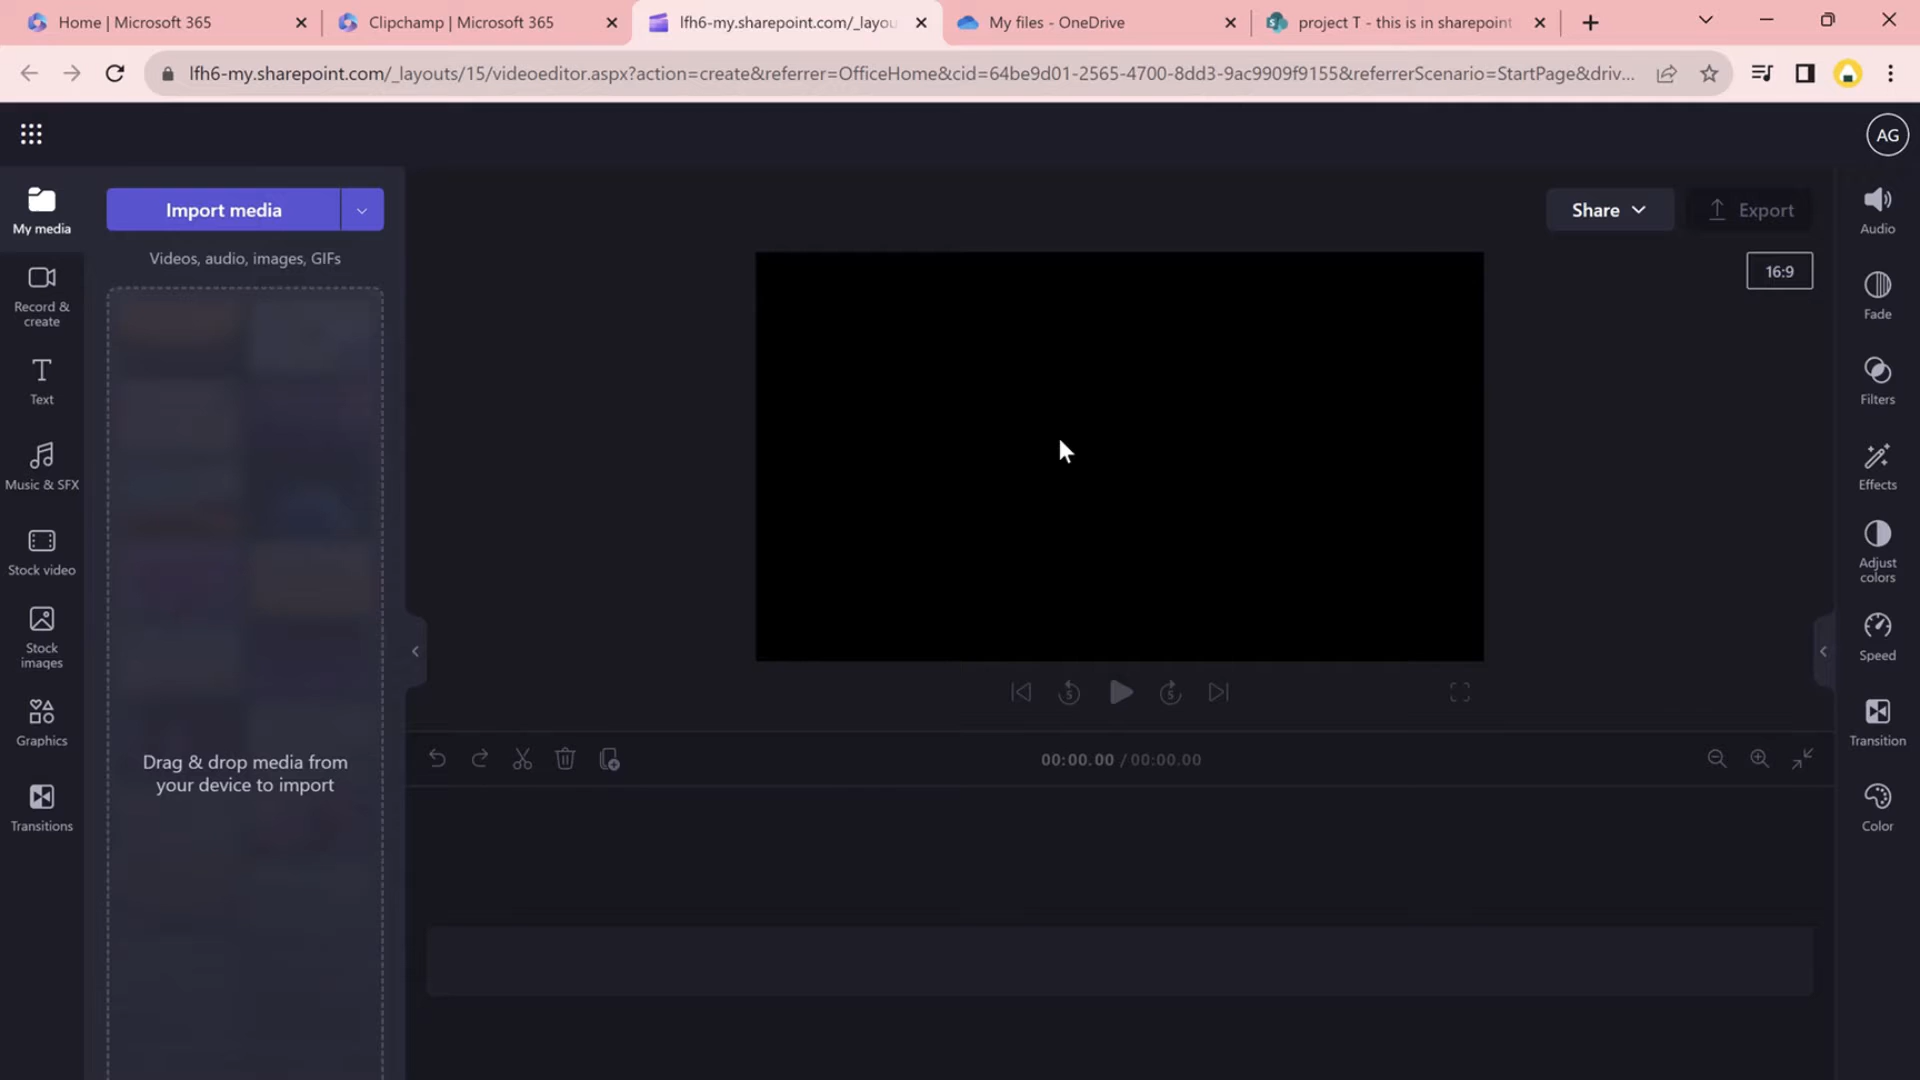 Home | Microsoft 365
Clipchamp | Microsoft 365
lfh6-my.sharepoint.com/_layou
My files - OneDrive
project T - this is in sharepoint
lfh6-my.sharepoint.com/_layouts/15/videoeditor.aspx?action=create&referrer=OfficeHome&cid=64be9d01-2565-4700-8dd3-9ac9909f9155&referrerScenario=StartPage&driv...
AG
My media
Import media
Videos, audio, images, GIFs
Share
Export
16:9
Audio
Record & create
Fade
Text
Filters
Music & SFX
Effects
Stock video
Adjust colors
Stock images
Speed
Graphics
Transition
5
5
Drag & drop media from
your device to import
00:00.00 / 00:00.00
Transitions
Color